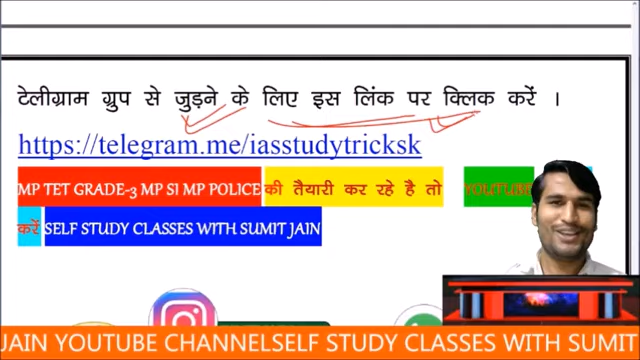 टेलीग्राम ग्रुप से जुड़ने के लिए इस लिंक पर क्लिक करें ।
https://telegram.me/iasstudytricksk
MP TET GRADE-3 MP SI MP POLICE की तैयारी कर रहे है तो YOUTUBE
करें SELF STUDY CLASSES WITH SUMIT JAIN
JAIN YOUTUBE CHANNELSELF STUDY CLASSES WITH SUMIT